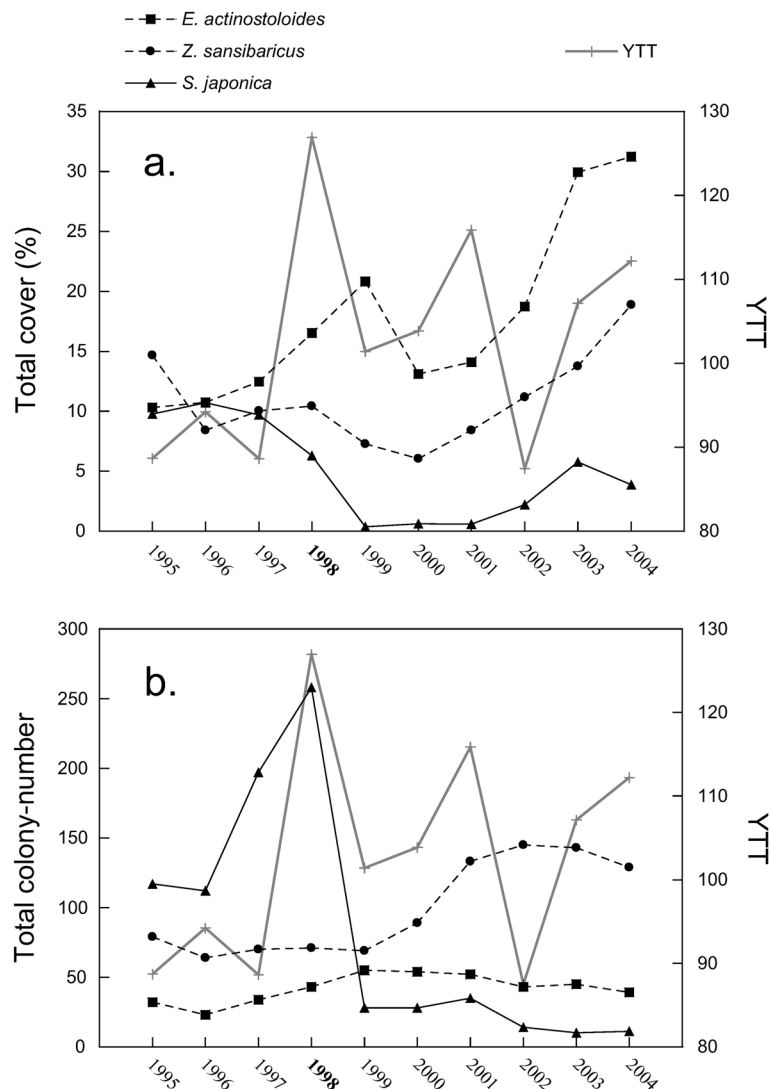 E. actinostoloides
Z. sansibaricus YTT
S. japonica
35 130
a.
30
120
25
Total cover (%)
20 110
YTT
15
100
10
90
5
0 80
1995 1996 1997 1998 1999 2000 2001 2002 2003 2004
300 130
b.
250
120
200
Total colony-number
110
150
YTT
100
100
90
50
0 80
1995 1996 1997 1998 1999 2000 2001 2002 2003 2004